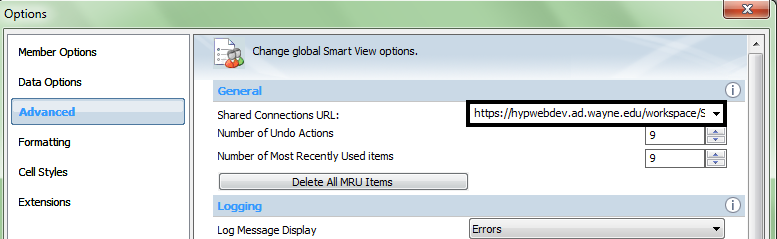 Options
x
Member Options
Data Options
Advanced
Formatting
Cell Styles
Extensions
Change global Smart View options.
General
Shared Connections URL: https://hypwebdev.ad.wayne.edu/workspace/S
Number of Undo Actions 9
Number of Most Recently Used items 9
Delete All MRU Items
Logging
Log Message Display Errors